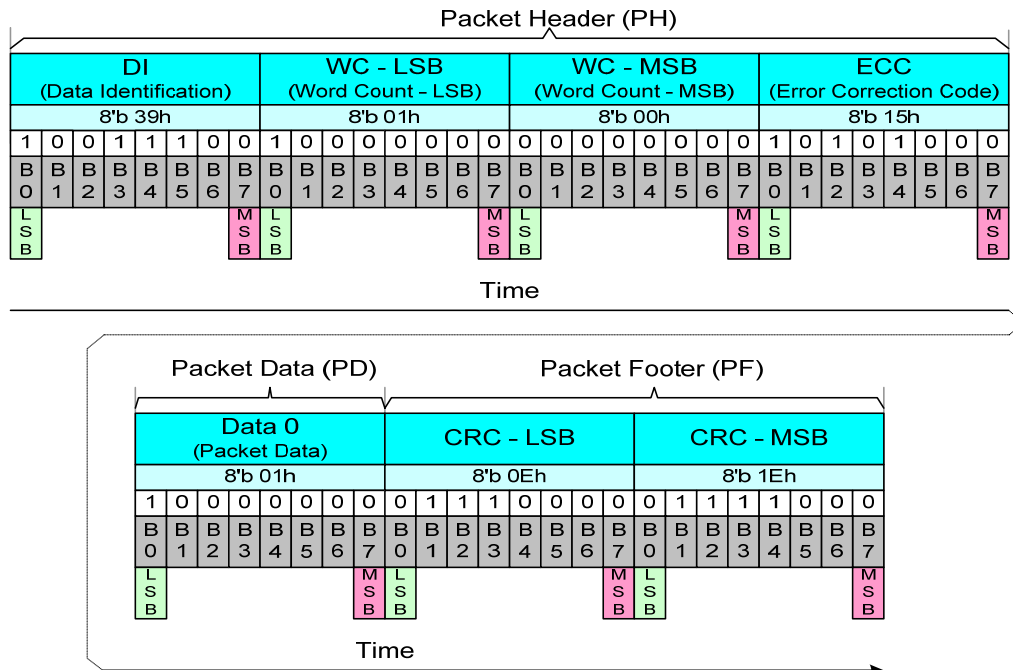 Packet Header (PH)
DI WC - LSB WC - MSB ECC
(Data Identification) (Word Count - LSB) (Word Count - MSB) (Error Correction Code)
8'b 39h 8'b 01h 8'b 00h 8'b 15h
1 0 0 1 1 1 0 0 1 0 0 0 0 0 0 0 0 0 0 0 0 0 0 0 1 0 1 0 1 0 0 0
B0 B1 B2 B3 B4 B5 B6 B7 B0 B1 B2 B3 B4 B5 B6 B7 B0 B1 B2 B3 B4 B5 B6 B7 B0 B1 B2 B3 B4 B5 B6 B7
LSB MSB LSB MSB LSB MSB LSB MSB
Time
Packet Data (PD) Packet Footer (PF)
Data 0 CRC - LSB CRC - MSB
(Packet Data)
8'b 01h 8'b 0Eh 8'b 1Eh
1 0 0 0 0 0 0 0 0 1 1 1 0 0 0 0 0 1 1 1 1 0 0 0
B0 B1 B2 B3 B4 B5 B6 B7 B0 B1 B2 B3 B4 B5 B6 B7 B0 B1 B2 B3 B4 B5 B6 B7
LSB MSB LSB MSB LSB MSB
Time